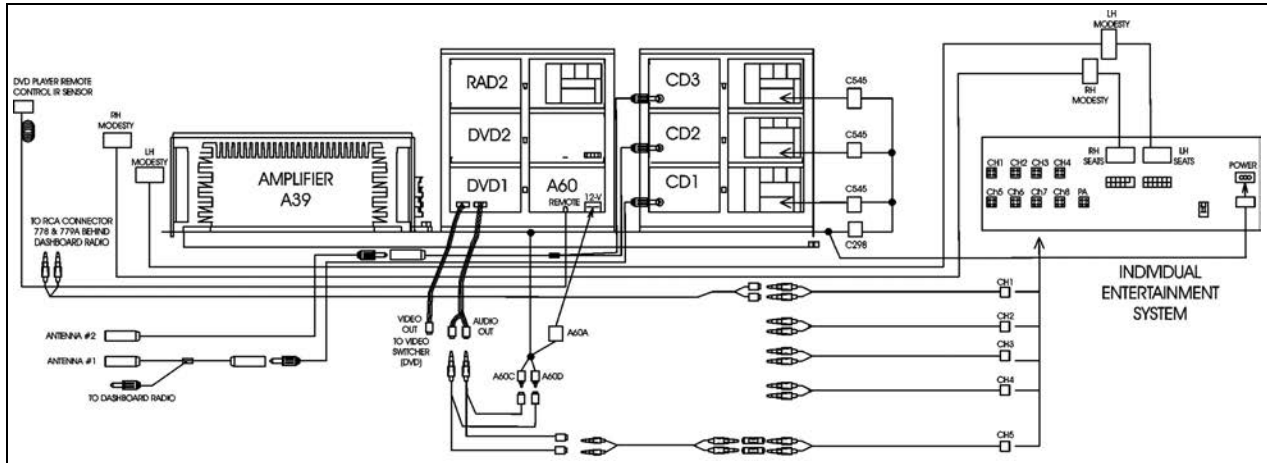 DVD PLAYER REMOTE
CONTROL IR SENSOR
RH
MODESTY
LH
MODESTY
AMPLIFIER
A39
TO RCA CONNECTOR
778 & 779A BEHIND
DASHBOARD RADIO
ANTENNA #2
ANTENNA #1
TO DASHBOARD RADIO
RAD2
DVD2
DVD1
A60
REMOTE
12-V
VIDEO
OUT
TO VIDEO
SWITCHER
(DVD)
AUDIO
OUT
A60A
A60C
A60D
CD3
CD2
CD1
C545
C545
C545
C298
LH
MODESTY
RH
MODESTY
RH
SEATS
LH
SEATS
POWER
CH1 CH2 CH3 CH4
Ch5 Ch6 Ch7 Ch8 PA
INDIVIDUAL
ENTERTAINMENT
SYSTEM
CH1
CH2
CH3
CH4
CH5